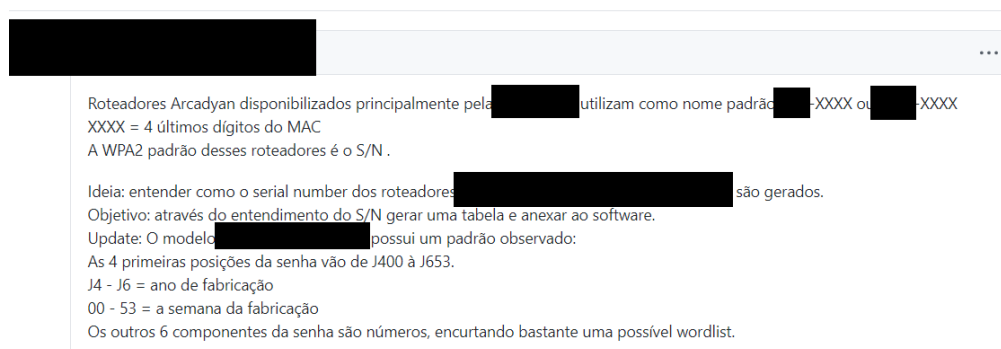 Roteadores Arcadyan disponibilizados principalmente pela utilizam como nome padrão -XXXX ou -XXXX
XXXX = 4 últimos dígitos do MAC
A WPA2 padrão desses roteadores é o S/N .
Ideia: entender como o serial number dos roteadores são gerados.
Objetivo: através do entendimento do S/N gerar uma tabela e anexar ao software.
Update: O modelo possui um padrão observado:
As 4 primeiras posições da senha vão de J400 à J653.
J4 - J6 = ano de fabricação
00 - 53 = a semana da fabricação
Os outros 6 componentes da senha são números, encurtando bastante uma possível wordlist.